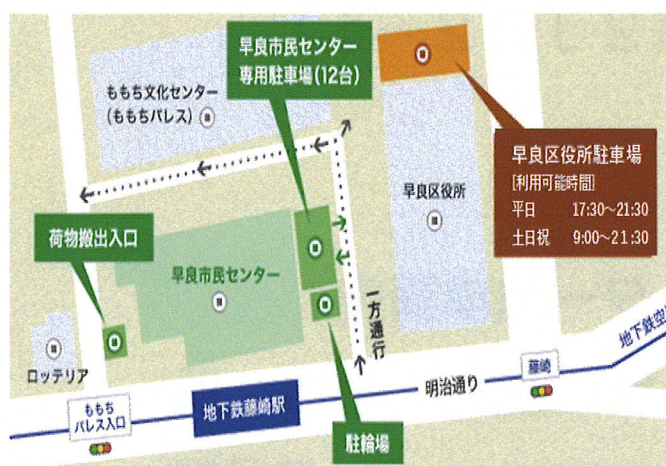 早良市民センター
専用駐車場(12台)
ももち文化センター
(ももちパレス)
早良区役所駐車場
[利用可能時間]
平日 17:30〜21:30
土日祝 9:00〜21:30
早良区役所
荷物搬出入口
早良市民センター
一方通行
ロッテリア
ももち
パレス入口
地下鉄藤崎駅
明治通り
藤崎
地下鉄空
駐輪場